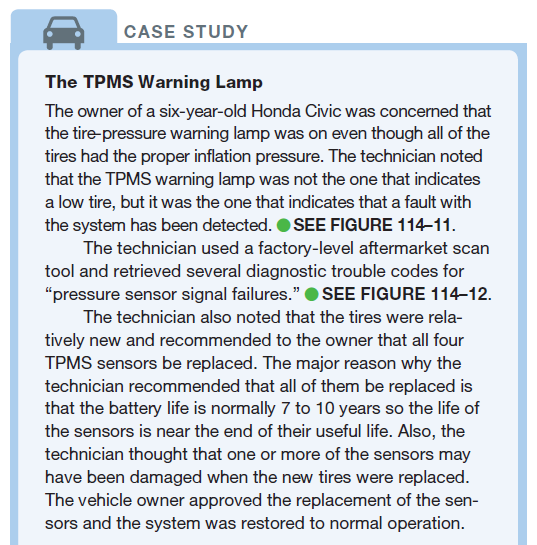 CASE STUDY
The TPMS Warning Lamp
The owner of a six-year-old Honda Civic was concerned that
the tire-pressure warning lamp was on even though all of the
tires had the proper inflation pressure. The technician noted
that the TPMS warning lamp was not the one that indicates
a low tire, but it was the one that indicates that a fault with
the system has been detected. ● SEE FIGURE 114–11.
The technician used a factory-level aftermarket scan
tool and retrieved several diagnostic trouble codes for
“pressure sensor signal failures.” ● SEE FIGURE 114–12.
The technician also noted that the tires were rela-
tively new and recommended to the owner that all four
TPMS sensors be replaced. The major reason why the
technician recommended that all of them be replaced is
that the battery life is normally 7 to 10 years so the life of
the sensors is near the end of their useful life. Also, the
technician thought that one or more of the sensors may
have been damaged when the new tires were replaced.
The vehicle owner approved the replacement of the sen-
sors and the system was restored to normal operation.